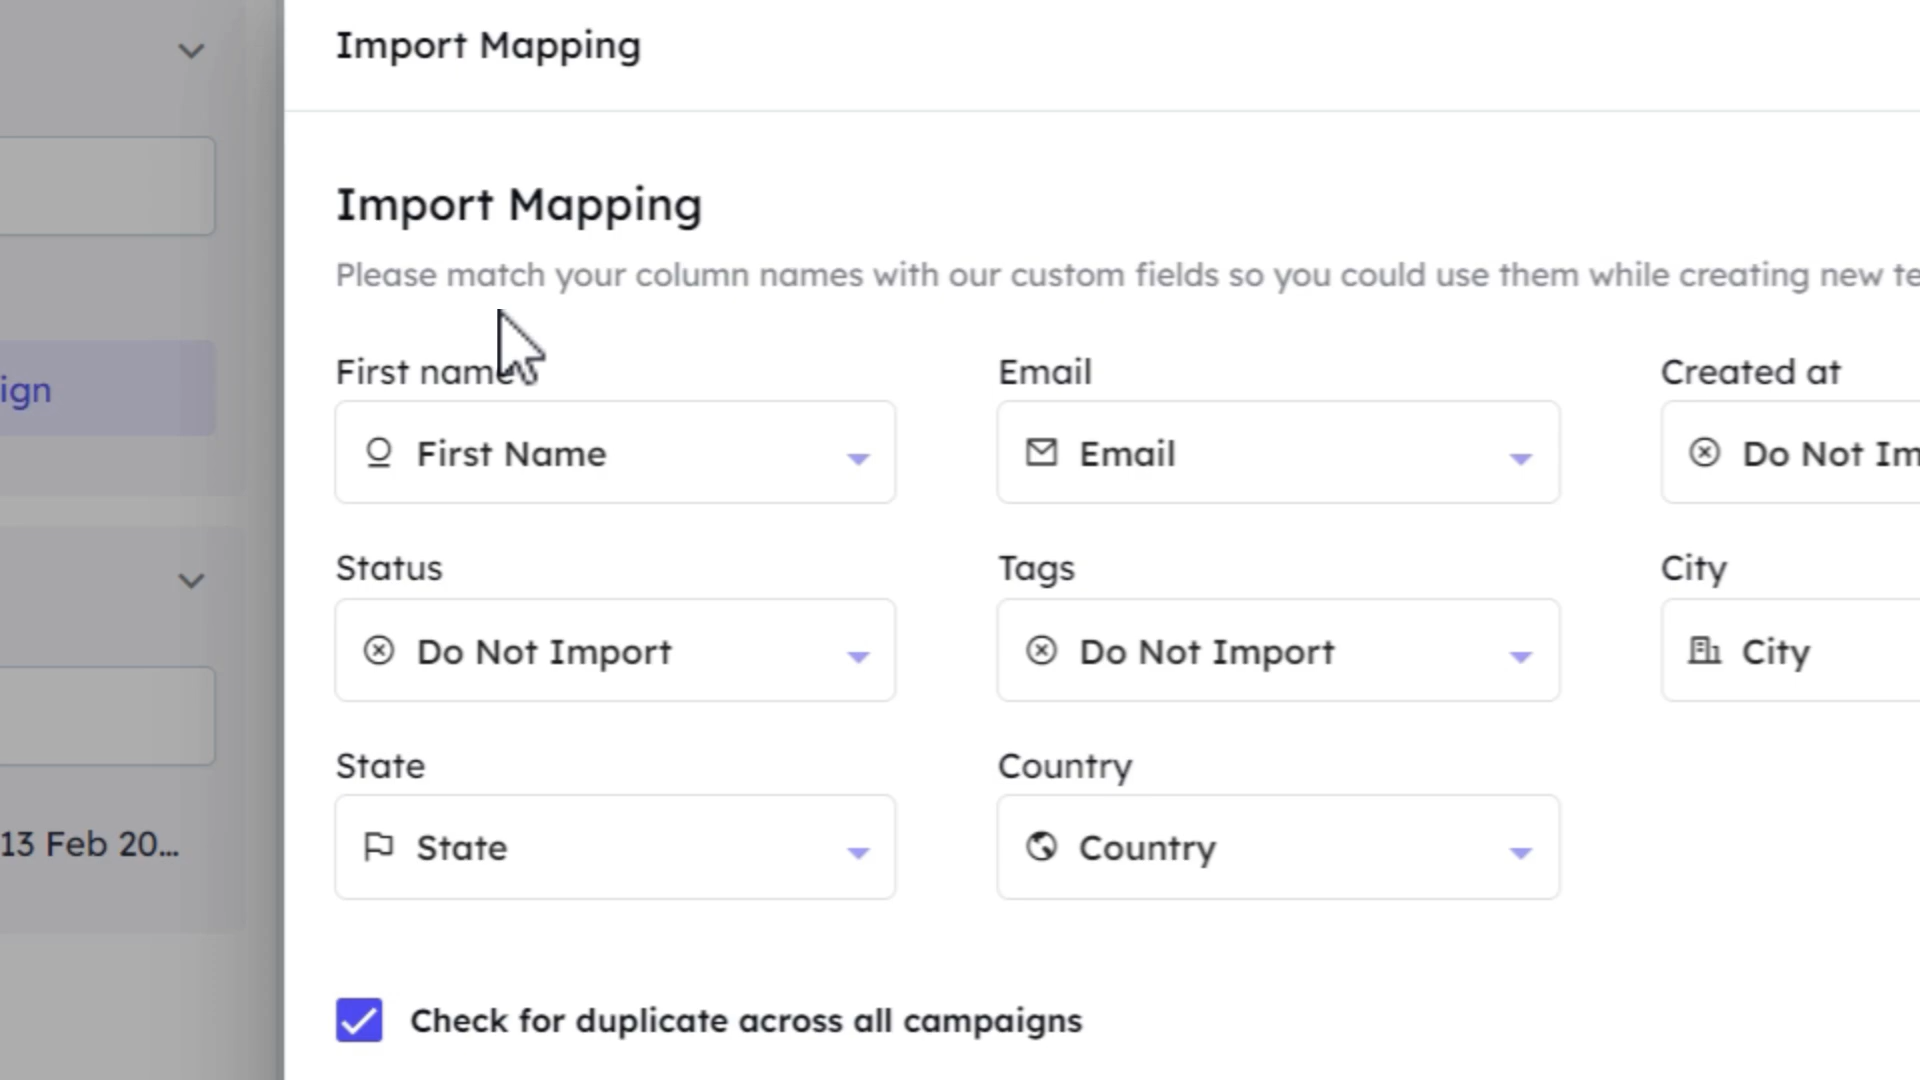 Import Mapping
Import Mapping
Please match your column names with our custom fields so you could use them while creating new te
First name
Email
Created at
ign
First Name
Email
Do Not Im
Status
Tags
City
Do Not Import
Do Not Import
City
State
Country
13 Feb 20...
State
Country
Check for duplicate across all campaigns